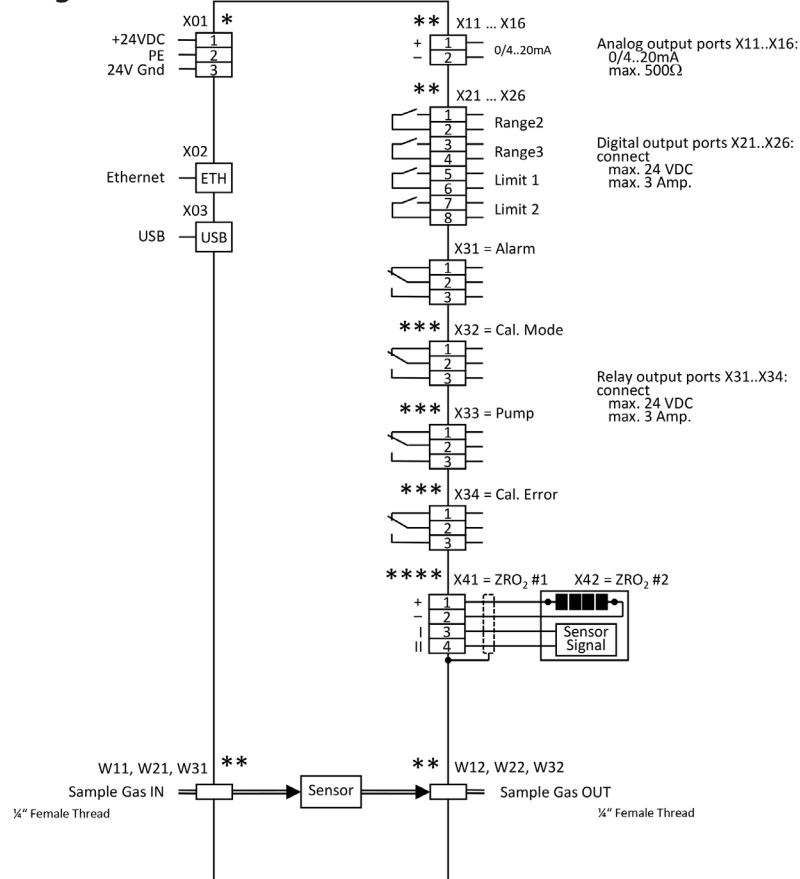 X01 *
+24VDC 1
PE 2
24V Gnd 3
X02
Ethernet ETH
X03
USB USB
** X11 ... X16
+ 1 0/4..20mA
– 2
Analog output ports X11..X16:
0/4..20mA
max. 500Ω
** X21 ... X26
1
2 Range2
3
4 Range3
5
6 Limit 1
7
8 Limit 2
Digital output ports X21..X26:
connect
max. 24 VDC
max. 3 Amp.
X31 = Alarm
1
2
3
*** X32 = Cal. Mode
1
2
3
*** X33 = Pump
1
2
3
*** X34 = Cal. Error
1
2
3
Relay output ports X31..X34:
connect
max. 24 VDC
max. 3 Amp.
**** X41 = ZRO₂ #1 X42 = ZRO₂ #2
+ 1
– 2
I 3
II 4
Sensor
Signal
W11, W21, W31 **
Sample Gas IN
¼“ Female Thread
Sensor
** W12, W22, W32
Sample Gas OUT
¼“ Female Thread